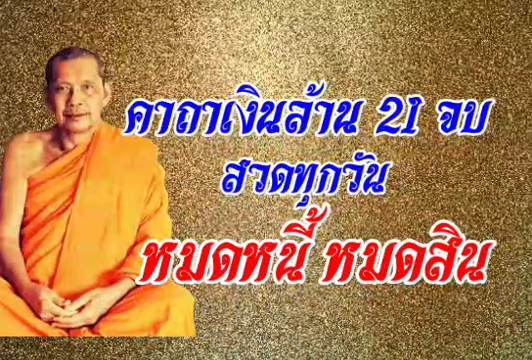 คาถาเงินล้าน 21 จบ
สวดทุกวัน
หมดหนี้ หมดสิน